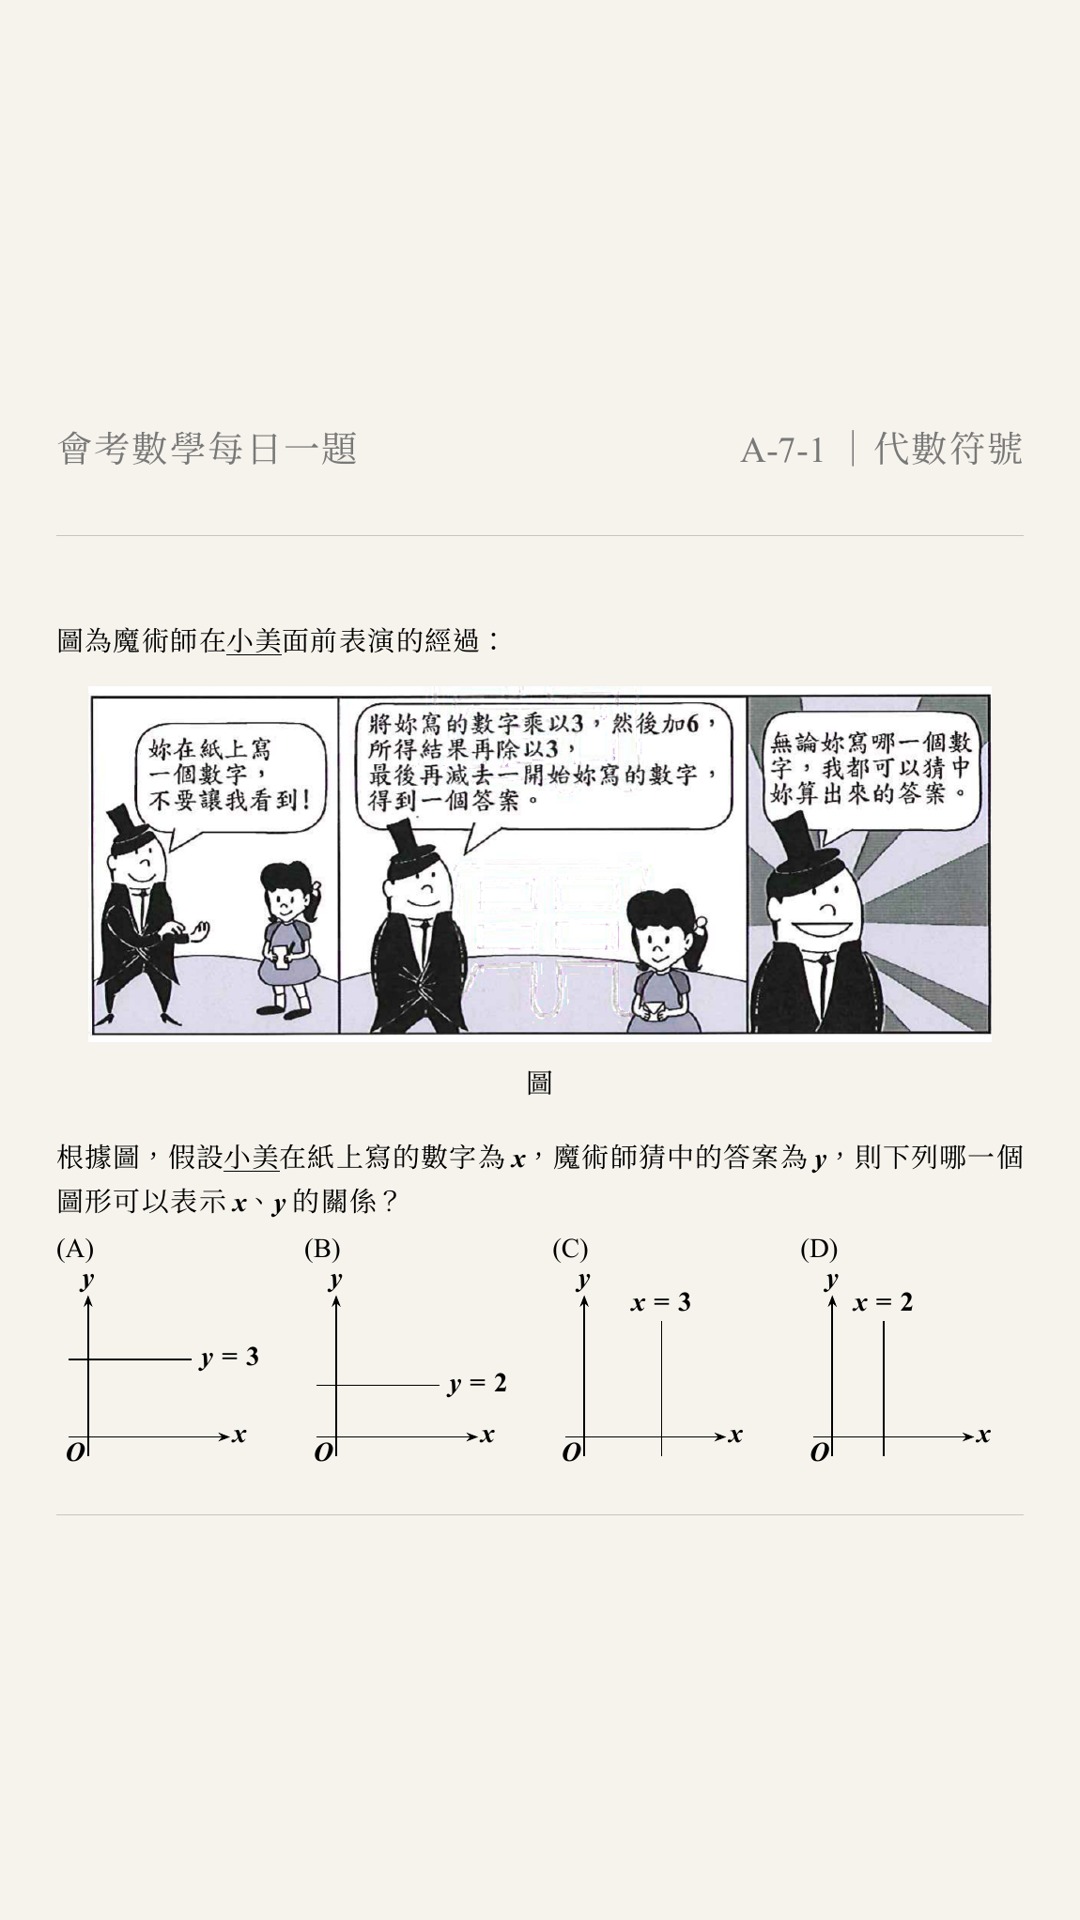 會考數學每日一題
A-7-1｜代數符號
圖為魔術師在小美面前表演的經過：
妳在紙上寫
一個數字，
不要讓我看到！
將妳寫的數字乘以3，然後加6，
所得結果再除以3，
最後再減去一開始妳寫的數字，
得到一個答案。
無論妳寫哪一個數
字，我都可以猜中
妳算出來的答案。
圖
根據圖，假設小美在紙上寫的數字為 x，魔術師猜中的答案為 y，則下列哪一個
圖形可以表示 x、y 的關係？
(A)
y
y = 3
x
O
(B)
y
y = 2
x
O
(C)
y
x = 3
x
O
(D)
y
x = 2
x
O